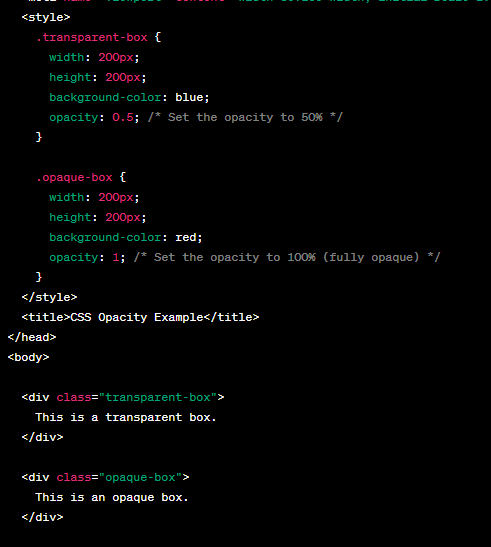 <style>
.transparent-box {
width: 200px;
height: 200px;
background-color: blue;
opacity: 0.5; /* Set the opacity to 50% */
}
.opaque-box {
width: 200px;
height: 200px;
background-color: red;
opacity: 1; /* Set the opacity to 100% (fully opaque) */
}
</style>
<title>CSS Opacity Example</title>
</head>
<body>
<div class="transparent-box">
This is a transparent box.
</div>
<div class="opaque-box">
This is an opaque box.
</div>